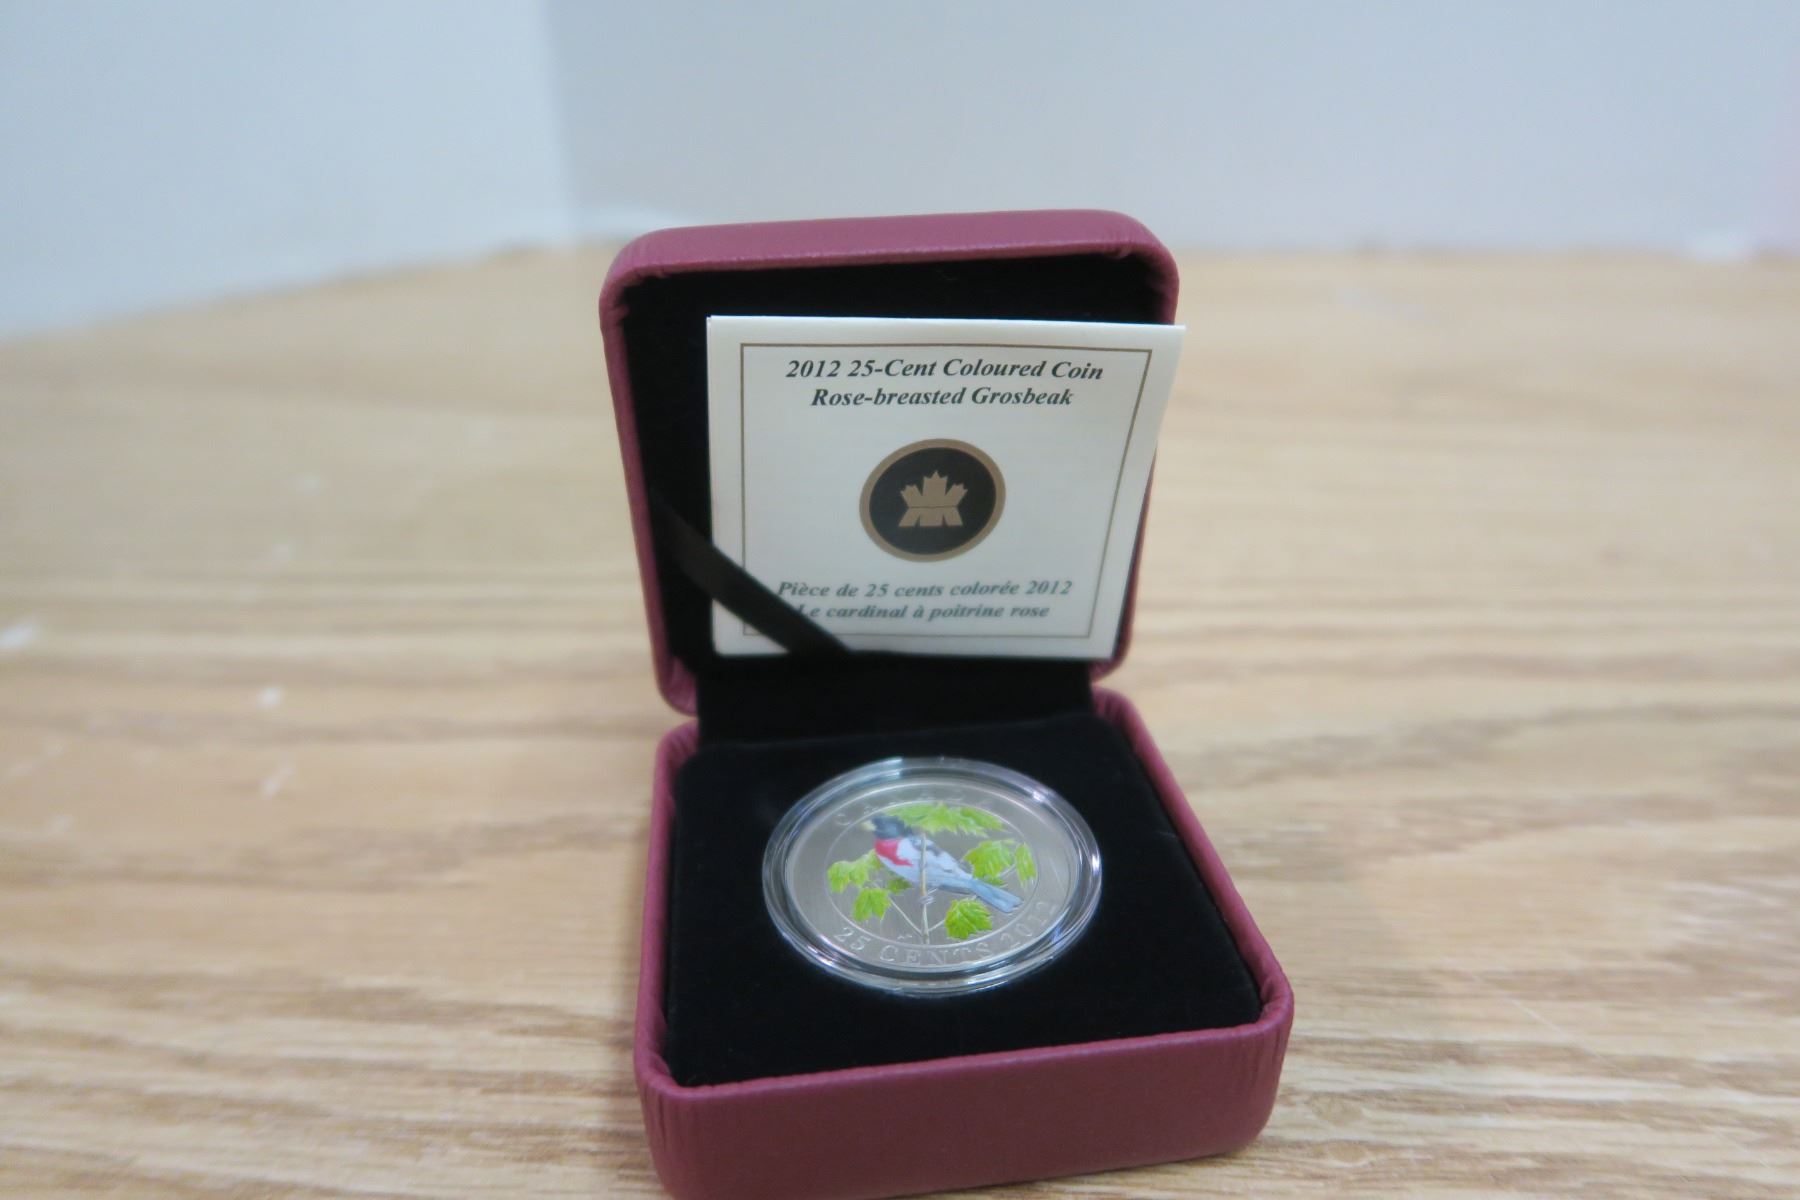 2012 25-Cent Coloured Coin
Rose-breasted Grosbeak
Pièce de 25 cents colorée 2012
Le cardinal à poitrine rose
CANADA
25 CENTS 2012